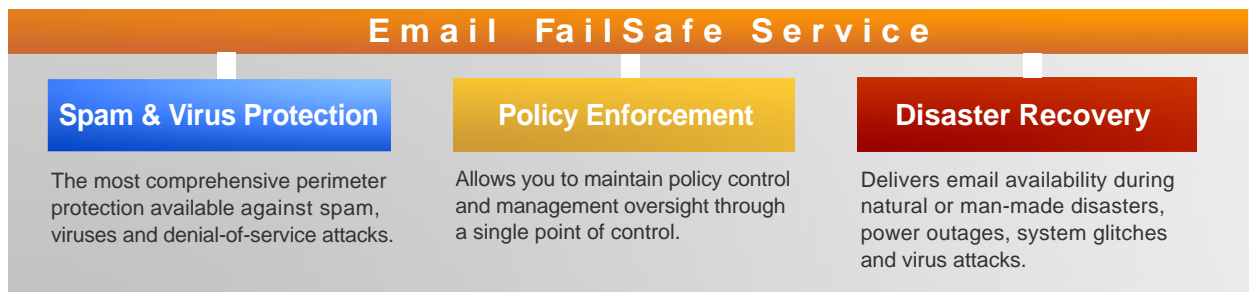 Email FailSafe Service
Spam & Virus Protection
The most comprehensive perimeter
protection available against spam,
viruses and denial-of-service attacks.
Policy Enforcement
Allows you to maintain policy control
and management oversight through
a single point of control.
Disaster Recovery
Delivers email availability during
natural or man-made disasters,
power outages, system glitches
and virus attacks.